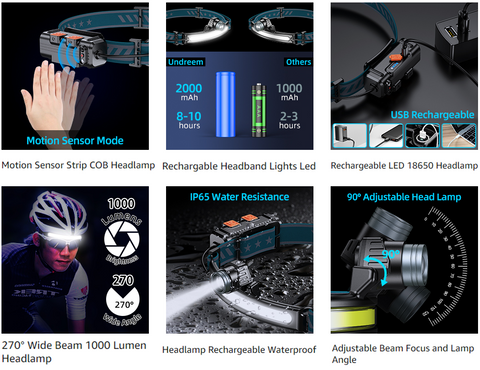 Motion Sensor Mode
Motion Sensor Strip COB Headlamp
Undreem
Others
2000
mAh
8-10
hours
1000
mAh
2-3
hours
Rechargable Headband Lights Led
USB Rechargeable
Rechargeable LED 18650 Headlamp
1000
Lumens
Brightness
270
270°
Wide Angle
270° Wide Beam 1000 Lumen
Headlamp
IP65 Water Resistance
Headlamp Rechargeable Waterproof
90° Adjustable Head Lamp
90°
Adjustable Beam Focus and Lamp
Angle